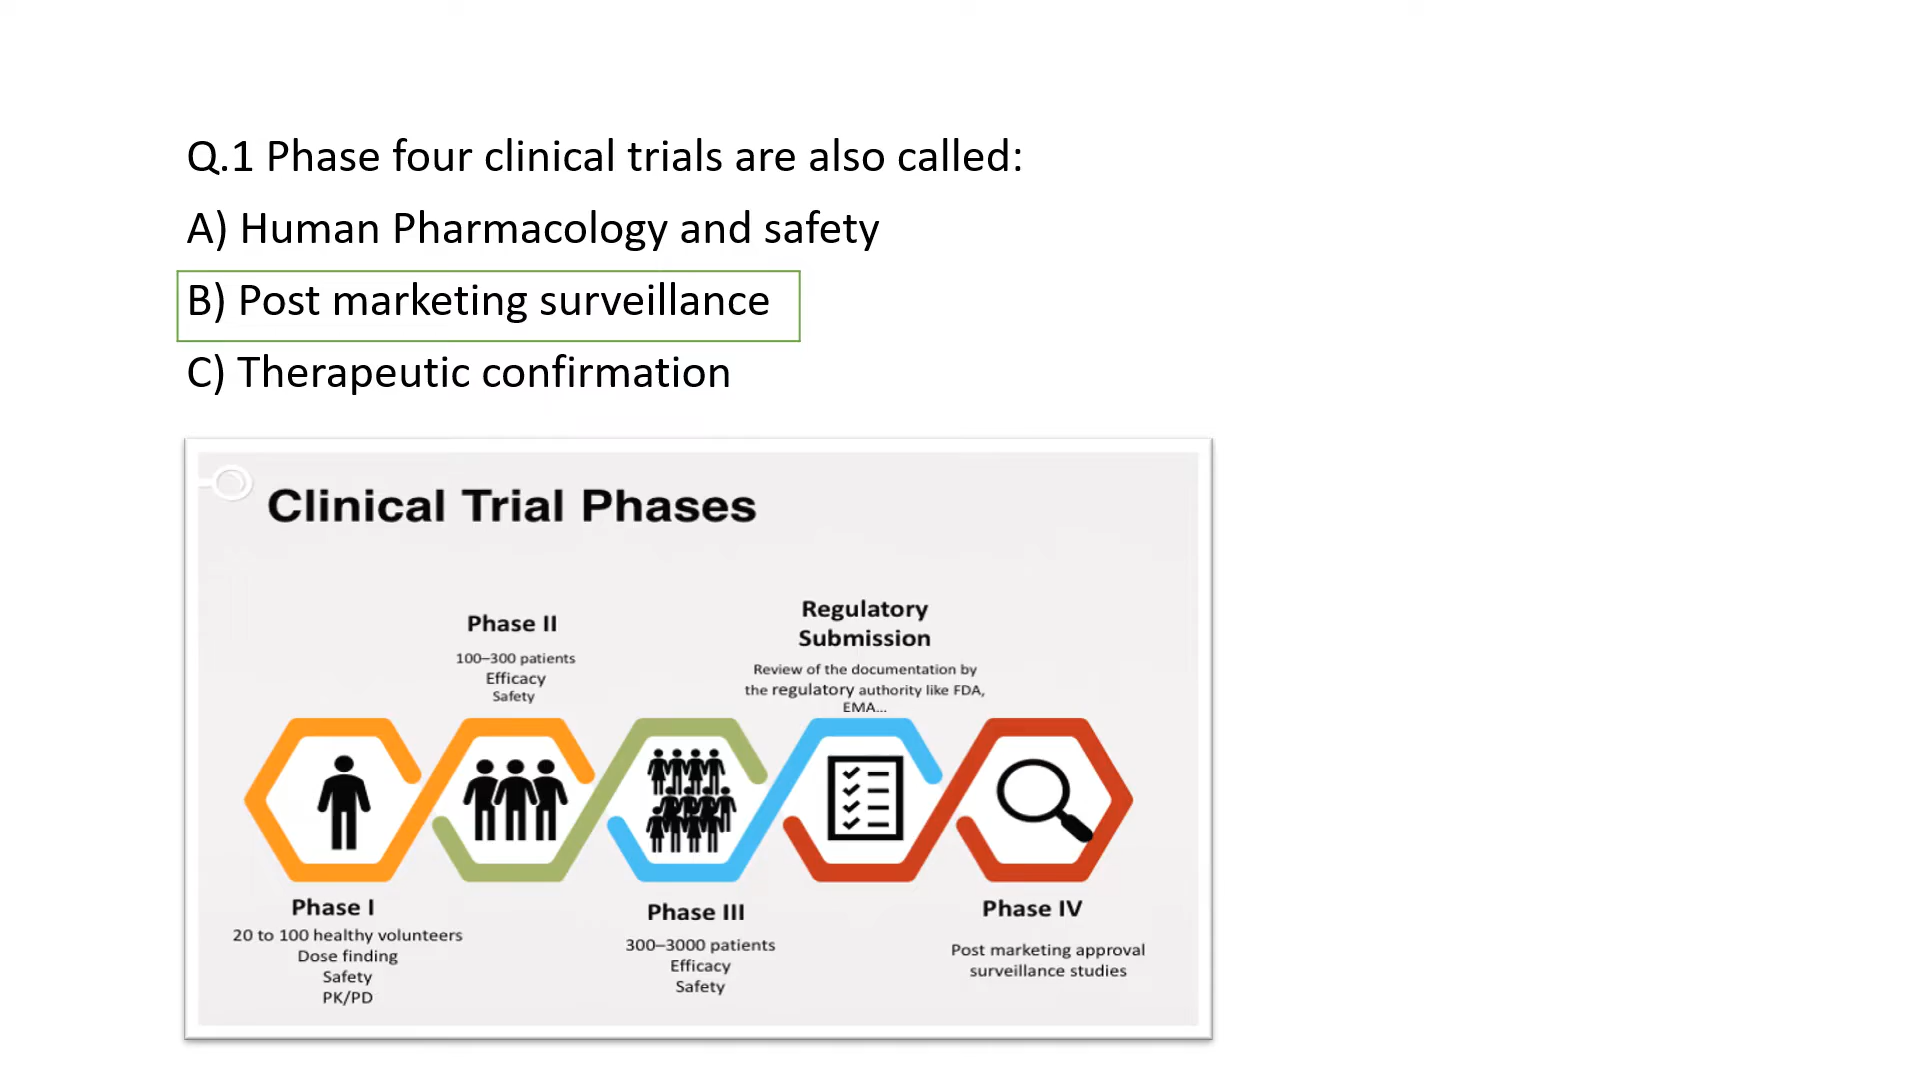 Q.1 Phase four clinical trials are also called:
A) Human Pharmacology and safety
B) Post marketing surveillance
C) Therapeutic confirmation
Clinical Trial Phases
Phase II
100–300 patients
Efficacy
Safety
Regulatory
Submission
Review of the documentation by
the regulatory authority like FDA,
EMA...
Phase I
20 to 100 healthy volunteers
Dose finding
Safety
PK/PD
Phase III
300–3000 patients
Efficacy
Safety
Phase IV
Post marketing approval
surveillance studies